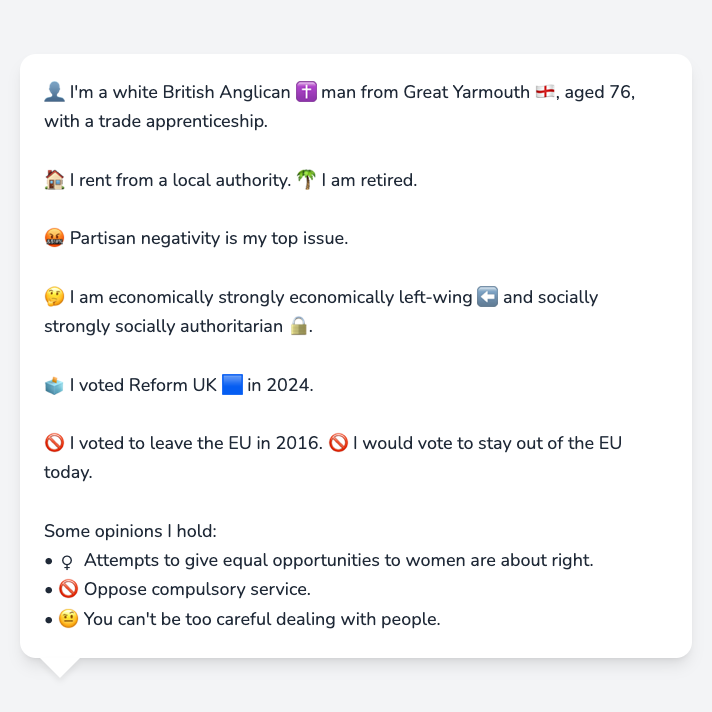 👤 I'm a white British Anglican ✝️ man from Great Yarmouth 🏴󠁧󠁢󠁥󠁮󠁧󠁿, aged 76,
with a trade apprenticeship.
🏠 I rent from a local authority. 🌴 I am retired.
🤬 Partisan negativity is my top issue.
🤔 I am economically strongly economically left-wing ⬅️ and socially
strongly socially authoritarian 🔒.
🗳️ I voted Reform UK 🟦 in 2024.
🚫 I voted to leave the EU in 2016. 🚫 I would vote to stay out of the EU
today.
Some opinions I hold:
• ♀ Attempts to give equal opportunities to women are about right.
• 🚫 Oppose compulsory service.
• 🤨 You can't be too careful dealing with people.